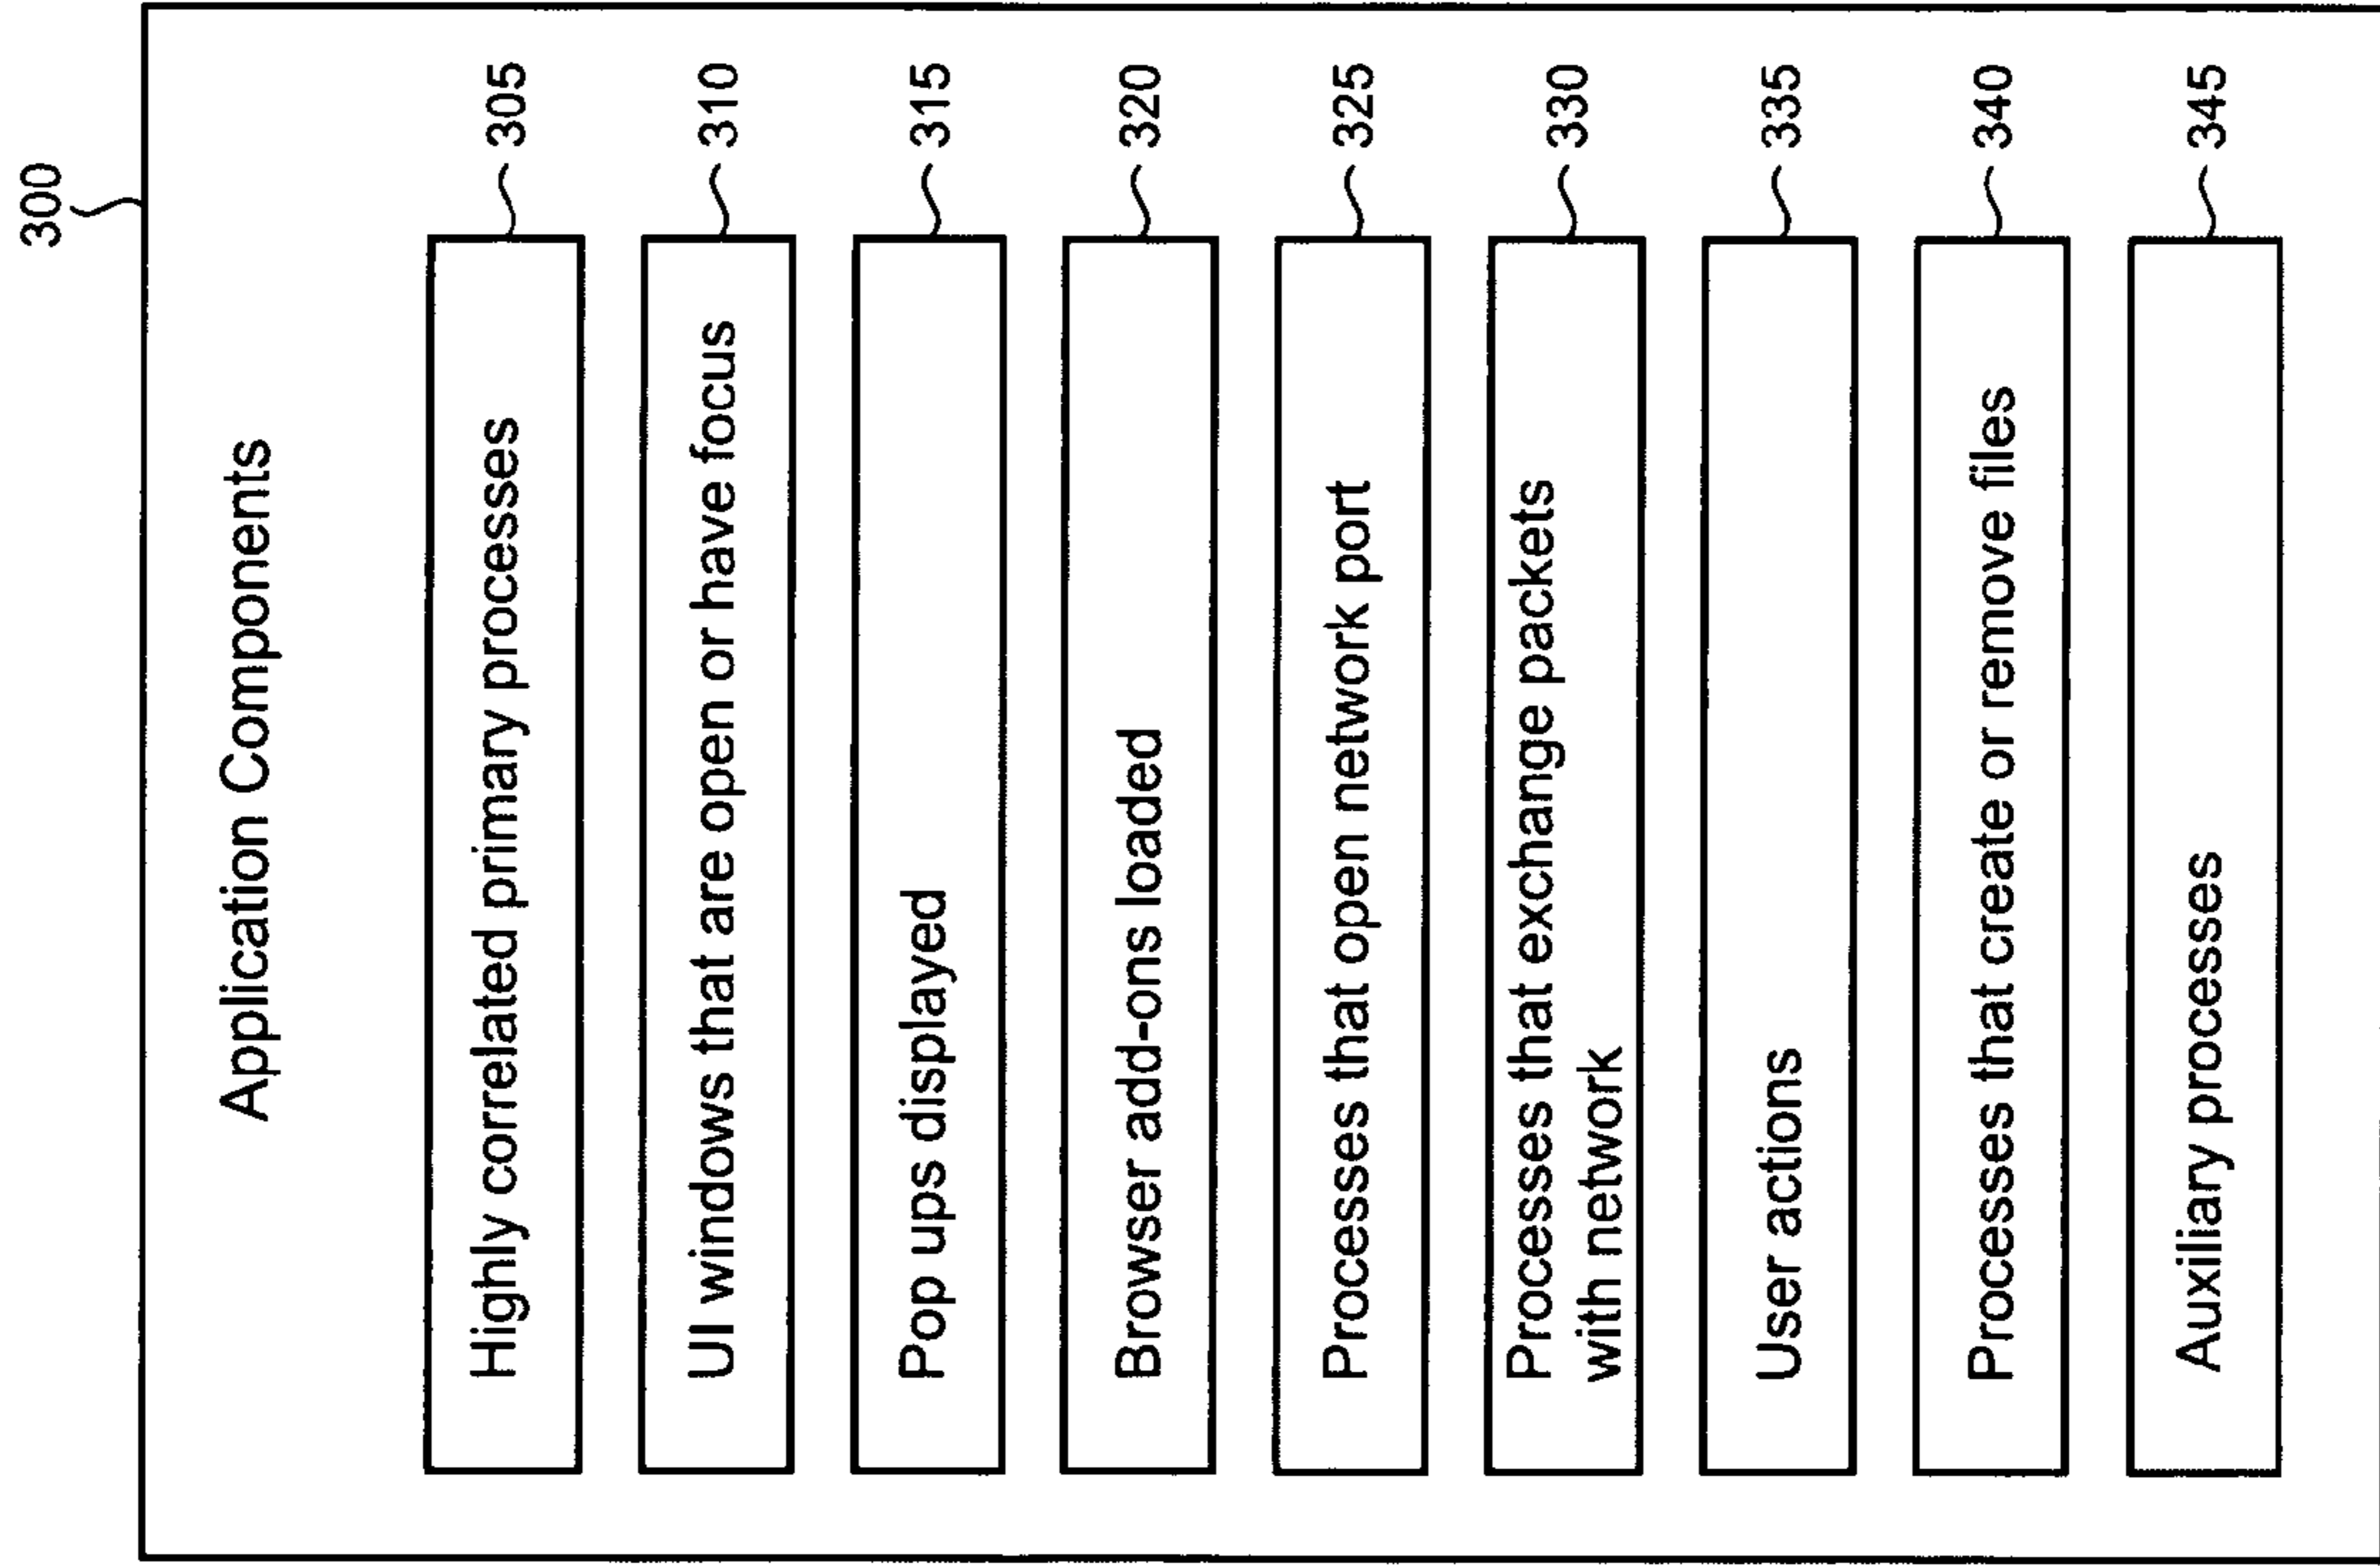 300
Application Components
Highly correlated primary processes 305
UI windows that are open or have focus 310
Pop ups displayed 315
Browser add-ons loaded 320
Processes that open network port 325
Processes that exchange packets 330
with network
User actions 335
Processes that create or remove files 340
Auxiliary processes 345